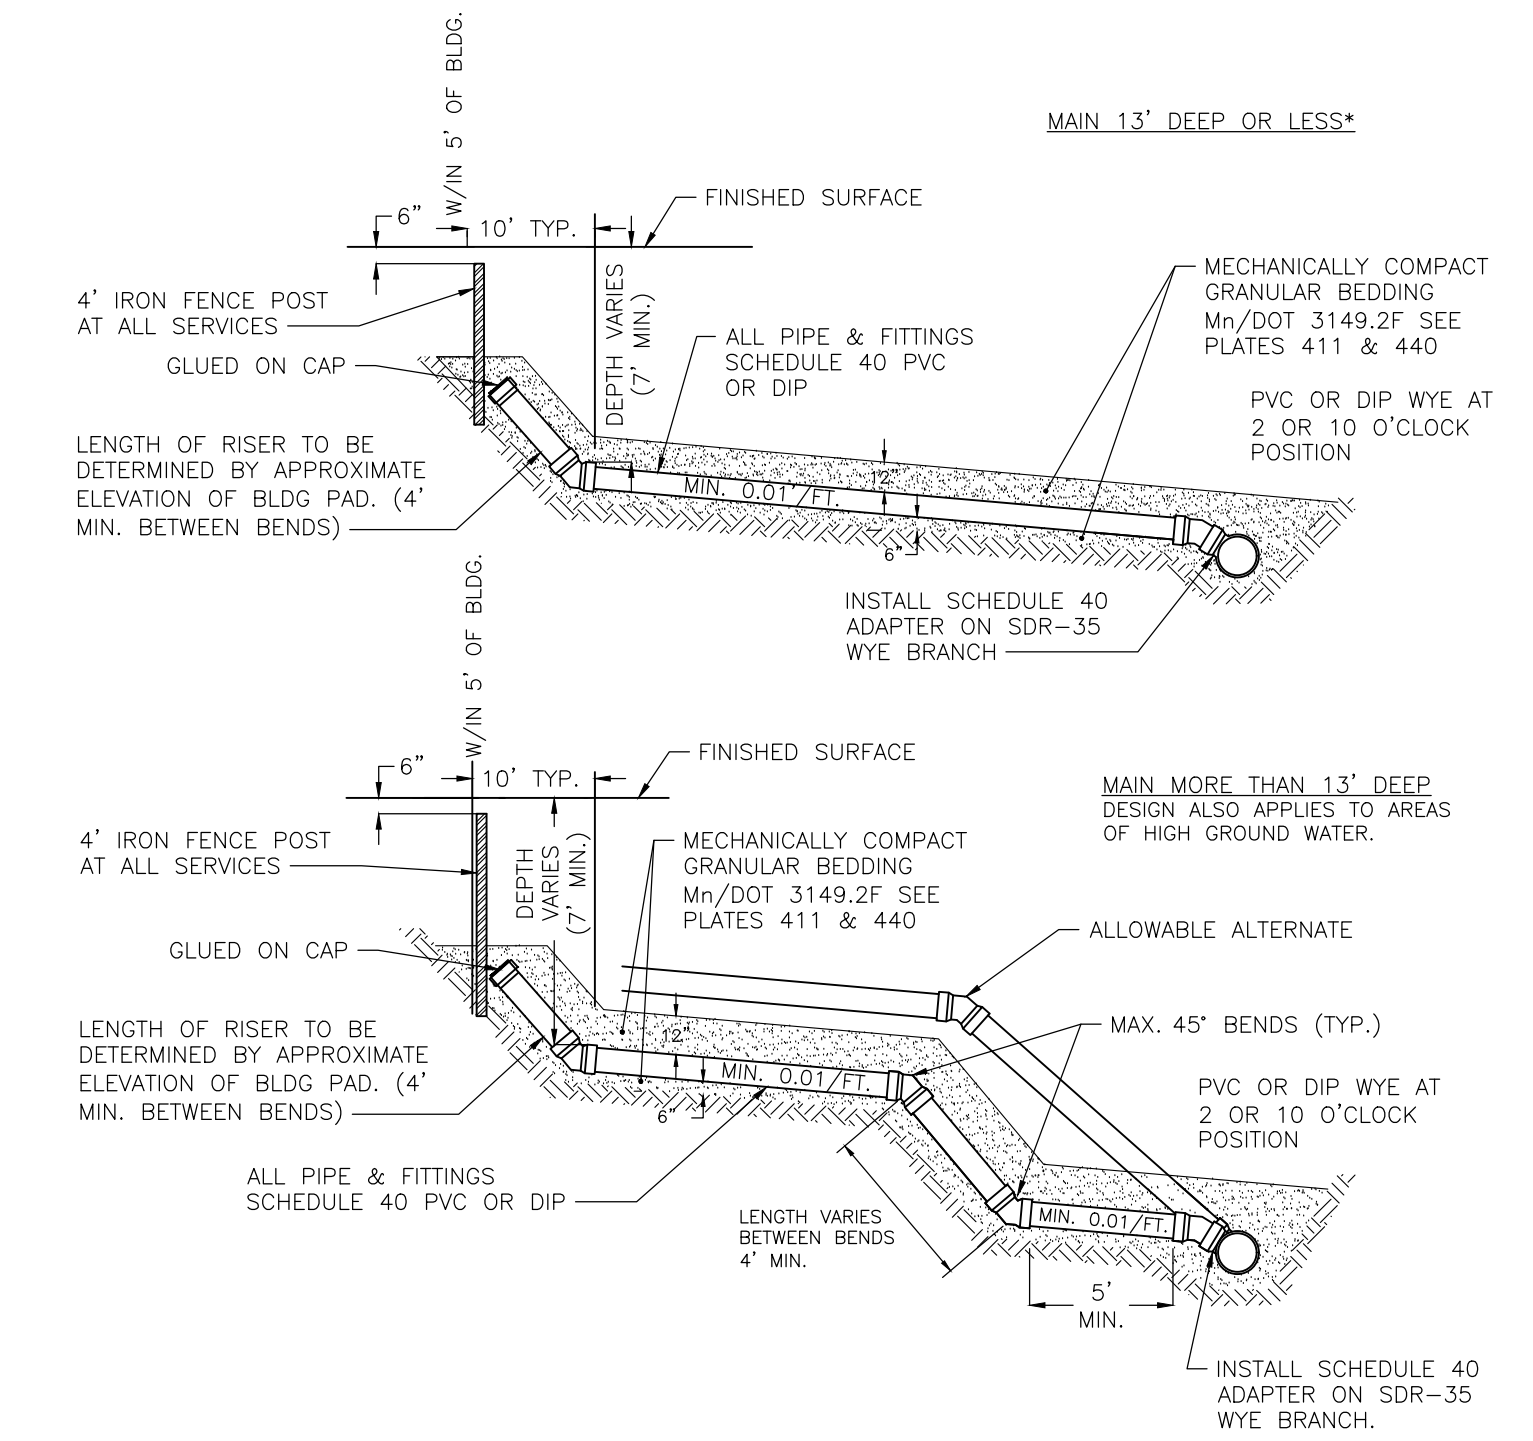 W/IN 5' OF BLDG.
MAIN 13' DEEP OR LESS*
FINISHED SURFACE
6"
10' TYP.
DEPTH VARIES
(7' MIN.)
4' IRON FENCE POST
AT ALL SERVICES
GLUED ON CAP
ALL PIPE & FITTINGS
SCHEDULE 40 PVC
OR DIP
MECHANICALLY COMPACT
GRANULAR BEDDING
Mn/DOT 3149.2F SEE
PLATES 411 & 440
PVC OR DIP WYE AT
2 OR 10 O'CLOCK
POSITION
LENGTH OF RISER TO BE
DETERMINED BY APPROXIMATE
ELEVATION OF BLDG PAD. (4'
MIN. BETWEEN BENDS)
MIN. 0.01'/FT.
12"
6"
INSTALL SCHEDULE 40
ADAPTER ON SDR-35
WYE BRANCH
W/IN 5' OF BLDG.
FINISHED SURFACE
6"
10' TYP.
MAIN MORE THAN 13' DEEP
DESIGN ALSO APPLIES TO AREAS
OF HIGH GROUND WATER.
4' IRON FENCE POST
AT ALL SERVICES
DEPTH
VARIES
(7' MIN.)
MECHANICALLY COMPACT
GRANULAR BEDDING
Mn/DOT 3149.2F SEE
PLATES 411 & 440
GLUED ON CAP
ALLOWABLE ALTERNATE
LENGTH OF RISER TO BE
DETERMINED BY APPROXIMATE
ELEVATION OF BLDG PAD. (4'
MIN. BETWEEN BENDS)
12"
MAX. 45° BENDS (TYP.)
MIN. 0.01/FT.
6"
PVC OR DIP WYE AT
2 OR 10 O'CLOCK
POSITION
ALL PIPE & FITTINGS
SCHEDULE 40 PVC OR DIP
LENGTH VARIES
BETWEEN BENDS
4' MIN.
MIN. 0.01/FT.
5'
MIN.
INSTALL SCHEDULE 40
ADAPTER ON SDR-35
WYE BRANCH.